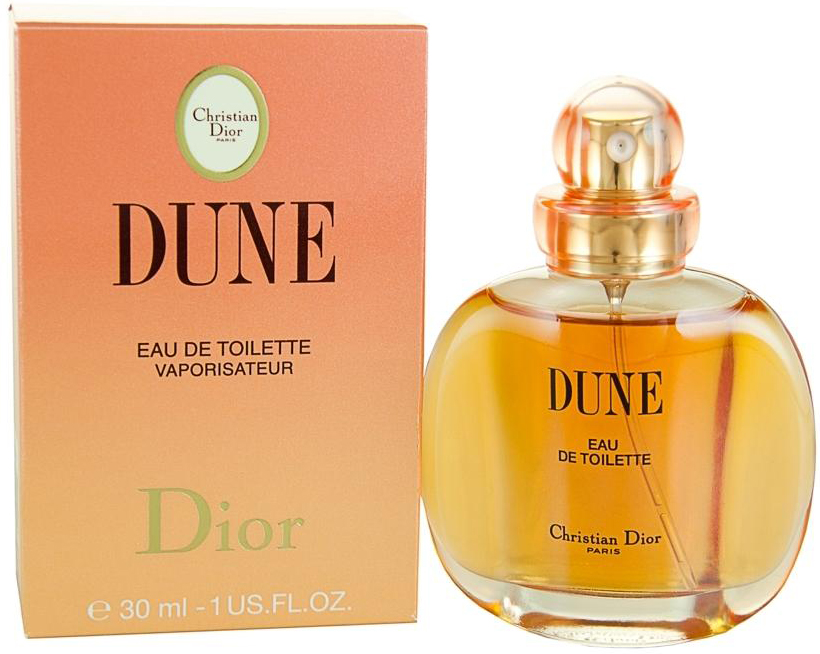 Christian
Dior
PARIS
DUNE
EAU DE TOILETTE
VAPORISATEUR
Dior
℮ 30 ml - 1 US.FL.OZ.
DUNE
EAU
DE TOILETTE
Christian Dior
PARIS